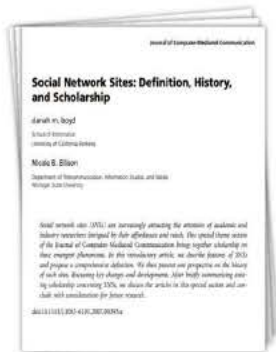 Journal of Computer-Mediated Communication
Social Network Sites: Definition, History,
and Scholarship
danah m. boyd
School of Information
University of California-Berkeley
Nicole B. Ellison
Department of Telecommunication, Information Studies, and Media
Michigan State University
Social network sites (SNSs) are increasingly attracting the attention of academic and
industry researchers intrigued by their affordances and reach. This special theme section
of the Journal of Computer-Mediated Communication brings together scholarship on
these emergent phenomena. In this introductory article, we describe features of SNSs
and propose a comprehensive definition. We then present one perspective on the history
of such sites, discussing key changes and developments. After briefly summarizing exist-
ing scholarship concerning SNSs, we discuss the articles in this special section and con-
clude with considerations for future research.